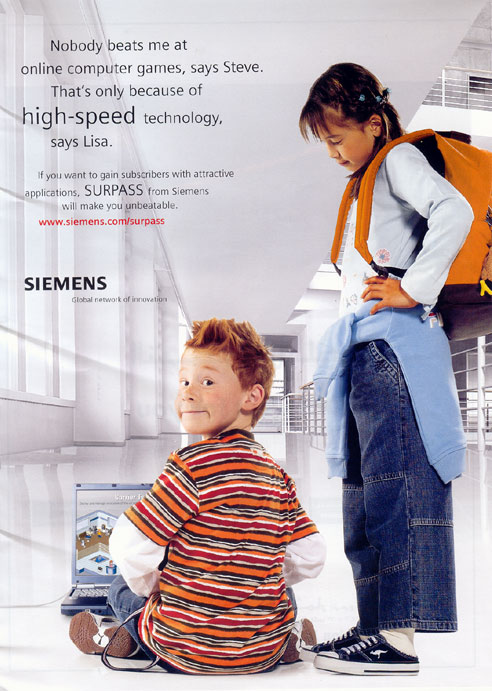 Nobody beats me at
online computer games, says Steve.
That's only because of
high-speed technology,
says Lisa.
If you want to gain subscribers with attractive
applications, SURPASS from Siemens
will make you unbeatable.
www.siemens.com/surpass
SIEMENS
Global network of innovation